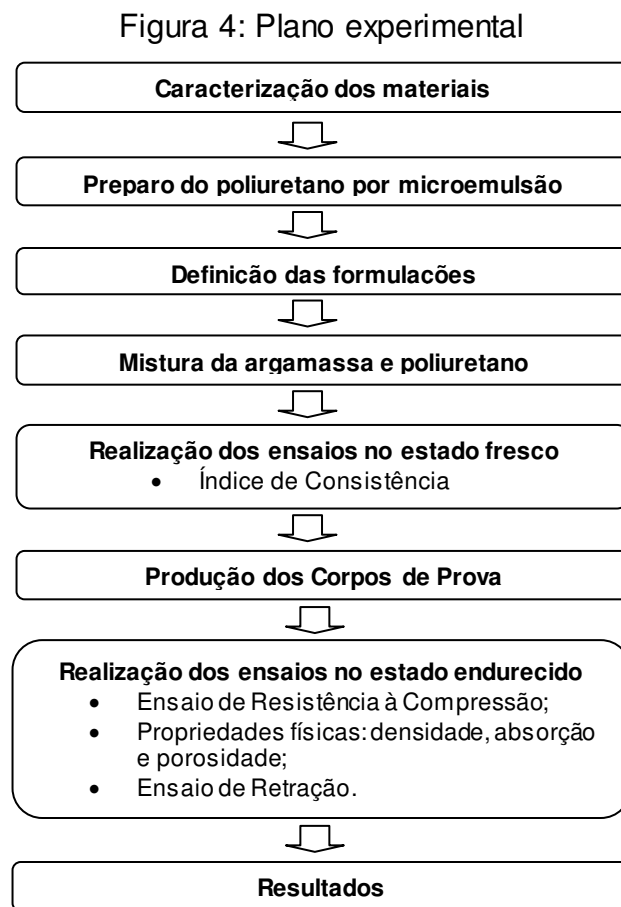 Figura 4: Plano experimental
Caracterização dos materiais
Preparo do poliuretano por microemulsão
Definicão das formulacões
Mistura da argamassa e poliuretano
Realização dos ensaios no estado fresco
• Índice de Consistência
Produção dos Corpos de Prova
Realização dos ensaios no estado endurecido
• Ensaio de Resistência à Compressão;
• Propriedades físicas: densidade, absorção
e porosidade;
• Ensaio de Retração.
Resultados